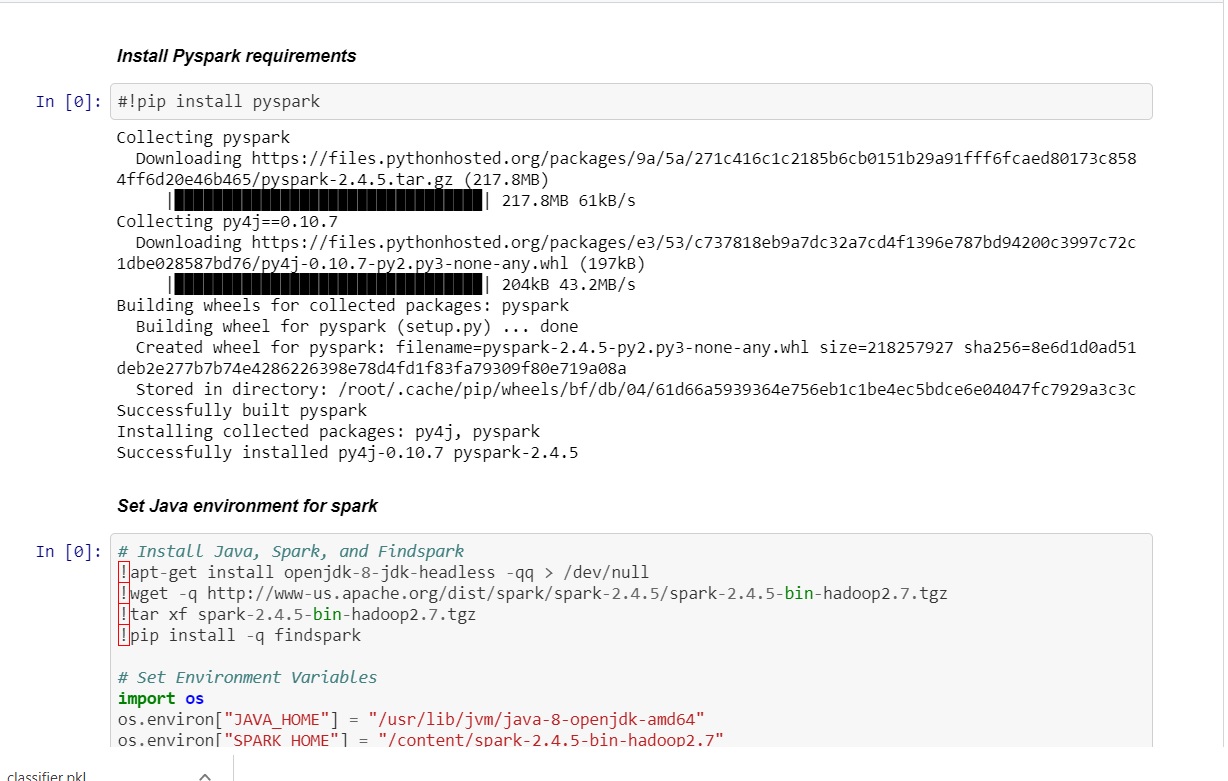 Install Pyspark requirements
In [0]: #!pip install pyspark
Collecting pyspark
  Downloading https://files.pythonhosted.org/packages/9a/5a/271c416c1c2185b6cb0151b29a91fff6fcaed80173c858
4ff6d20e46b465/pyspark-2.4.5.tar.gz (217.8MB)
     |████████████████████████████████| 217.8MB 61kB/s
Collecting py4j==0.10.7
  Downloading https://files.pythonhosted.org/packages/e3/53/c737818eb9a7dc32a7cd4f1396e787bd94200c3997c72c
1dbe028587bd76/py4j-0.10.7-py2.py3-none-any.whl (197kB)
     |████████████████████████████████| 204kB 43.2MB/s
Building wheels for collected packages: pyspark
  Building wheel for pyspark (setup.py) ... done
  Created wheel for pyspark: filename=pyspark-2.4.5-py2.py3-none-any.whl size=218257927 sha256=8e6d1d0ad51
deb2e277b7b74e4286226398e78d4fd1f83fa79309f80e719a08a
  Stored in directory: /root/.cache/pip/wheels/bf/db/04/61d66a5939364e756eb1c1be4ec5bdce6e04047fc7929a3c3c
Successfully built pyspark
Installing collected packages: py4j, pyspark
Successfully installed py4j-0.10.7 pyspark-2.4.5
Set Java environment for spark
In [0]: # Install Java, Spark, and Findspark
!apt-get install openjdk-8-jdk-headless -qq > /dev/null
!wget -q http://www-us.apache.org/dist/spark/spark-2.4.5/spark-2.4.5-bin-hadoop2.7.tgz
!tar xf spark-2.4.5-bin-hadoop2.7.tgz
!pip install -q findspark
# Set Environment Variables
import os
os.environ["JAVA_HOME"] = "/usr/lib/jvm/java-8-openjdk-amd64"
os.environ["SPARK_HOME"] = "/content/spark-2.4.5-bin-hadoop2.7"
classifier.pkl